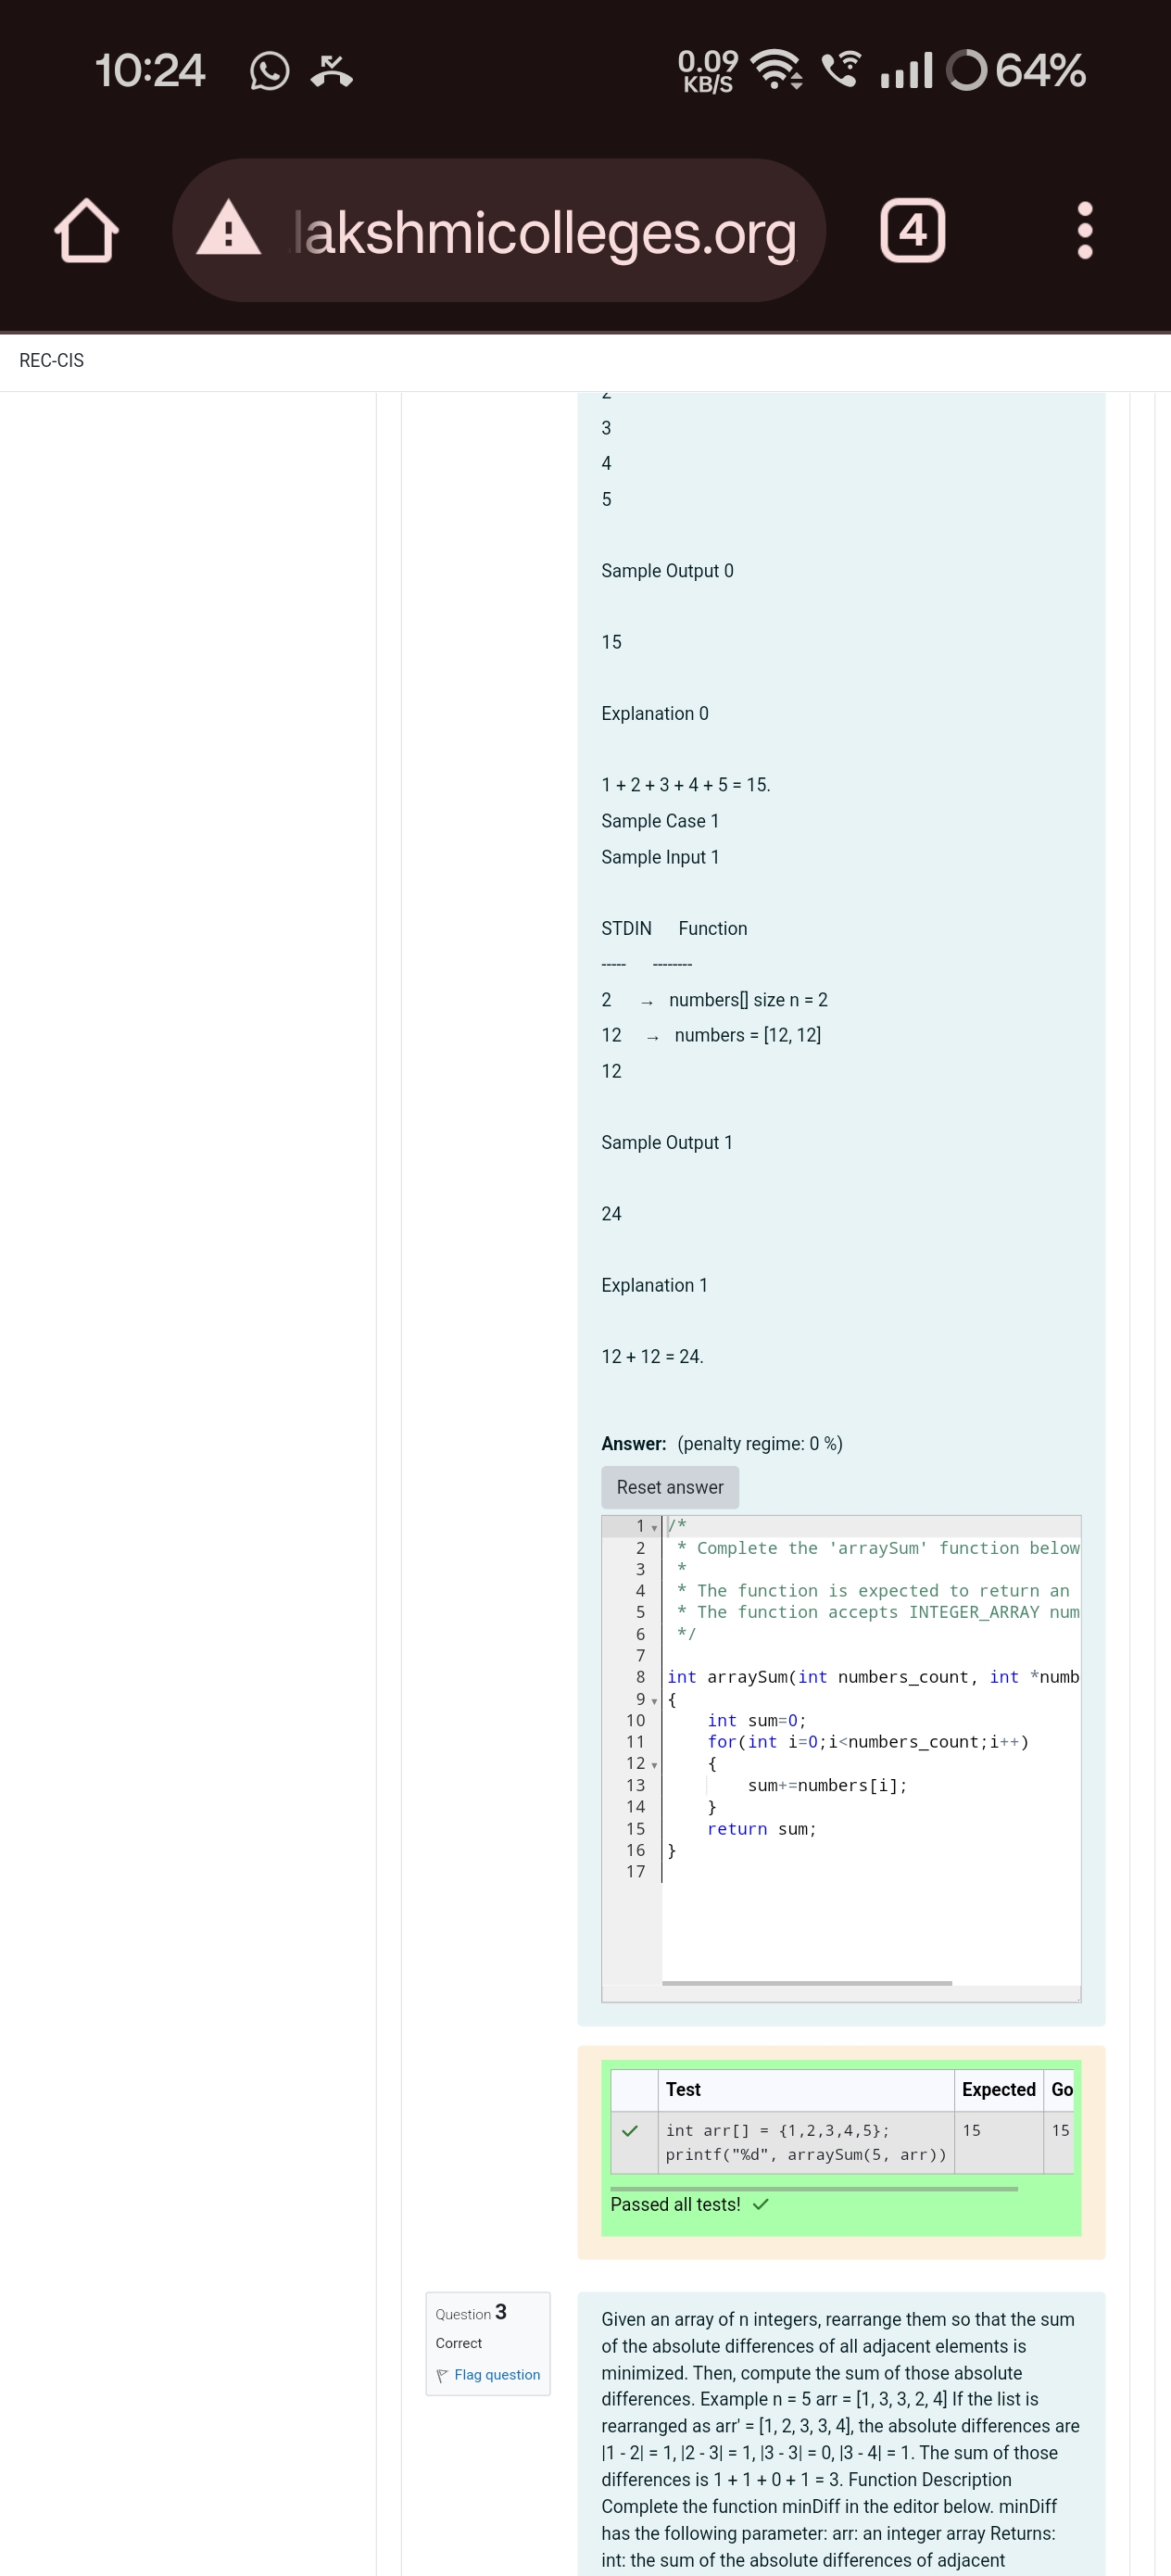 10:24 0.09 KB/S 64%
lakshmicolleges.org 4
REC-CIS
2
3
4
5
Sample Output 0
15
Explanation 0
1 + 2 + 3 + 4 + 5 = 15.
Sample Case 1
Sample Input 1
STDIN Function
----- --------
2 → numbers[] size n = 2
12 → numbers = [12, 12]
12
Sample Output 1
24
Explanation 1
12 + 12 = 24.
Answer: (penalty regime: 0 %)
Reset answer
1 /*
2 * Complete the 'arraySum' function below
3 *
4 * The function is expected to return an
5 * The function accepts INTEGER_ARRAY num
6 */
7
8 int arraySum(int numbers_count, int *numb
9 {
10 int sum=0;
11 for(int i=0;i<numbers_count;i++)
12 {
13 sum+=numbers[i];
14 }
15 return sum;
16 }
17
Test Expected Go
int arr[] = {1,2,3,4,5}; 15 15
printf("%d", arraySum(5, arr))
Passed all tests!
Question 3
Correct
Flag question
Given an array of n integers, rearrange them so that the sum
of the absolute differences of all adjacent elements is
minimized. Then, compute the sum of those absolute
differences. Example n = 5 arr = [1, 3, 3, 2, 4] If the list is
rearranged as arr' = [1, 2, 3, 3, 4], the absolute differences are
|1 - 2| = 1, |2 - 3| = 1, |3 - 3| = 0, |3 - 4| = 1. The sum of those
differences is 1 + 1 + 0 + 1 = 3. Function Description
Complete the function minDiff in the editor below. minDiff
has the following parameter: arr: an integer array Returns:
int: the sum of the absolute differences of adjacent